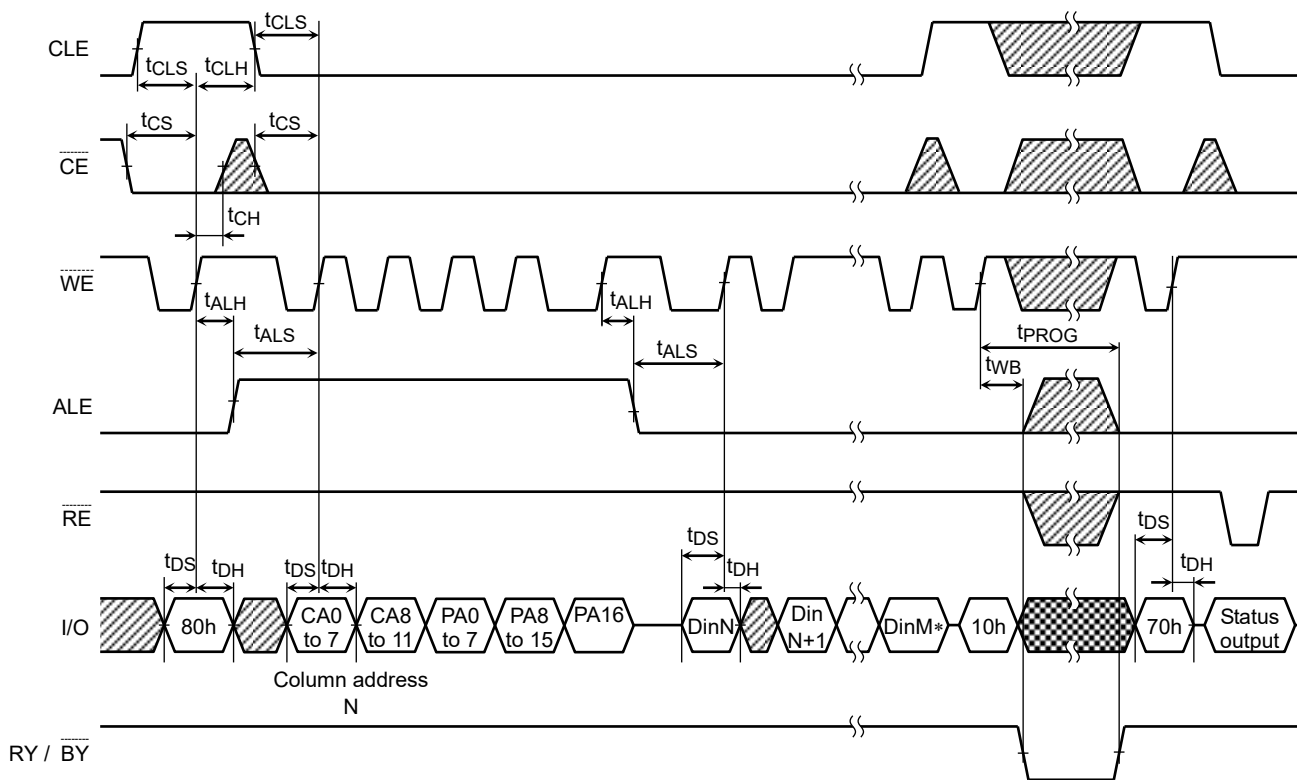 tCLS
CLE
tCLS
tCLH
tCS
tCS
CE
tCH
WE
tALH
tALH
tPROG
tALS
tALS
tWB
ALE
RE
tDS
tDS
tDS
tDH
tDS
tDH
tDH
tDH
I/O
80h
CA0 to 7
CA8 to 11
PA0 to 7
PA8 to 15
PA16
DinN
Din N+1
DinM*
10h
70h
Status output
Column address
N
RY / BY